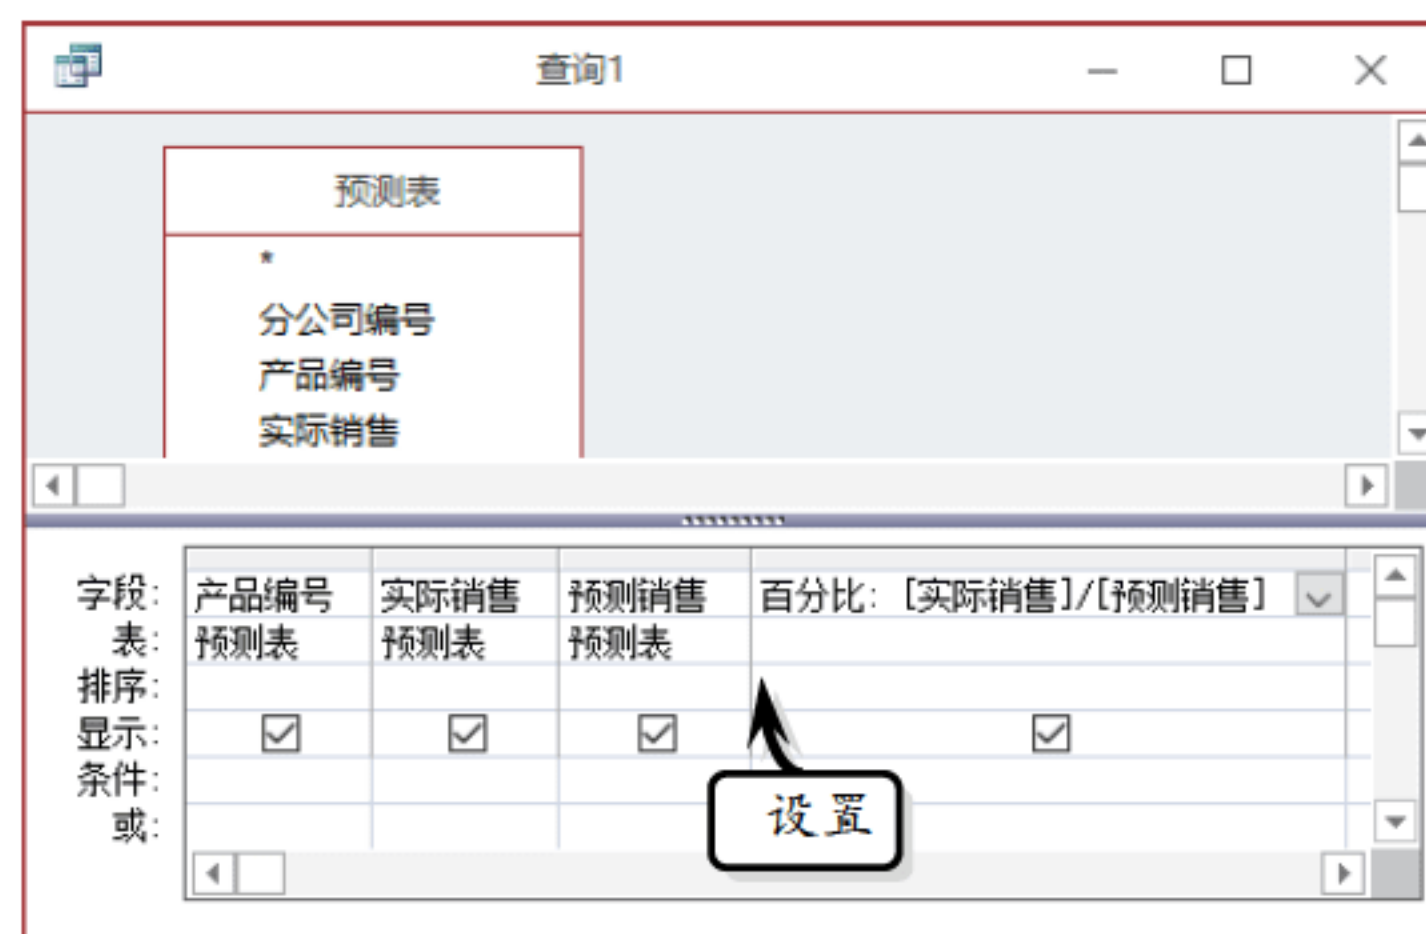 查询1
预测表
*
分公司编号
产品编号
实际销售
字段: 产品编号 实际销售 预测销售 百分比: [实际销售]/[预测销售]
表: 预测表 预测表 预测表
排序:
显示:
条件:
或:
设置